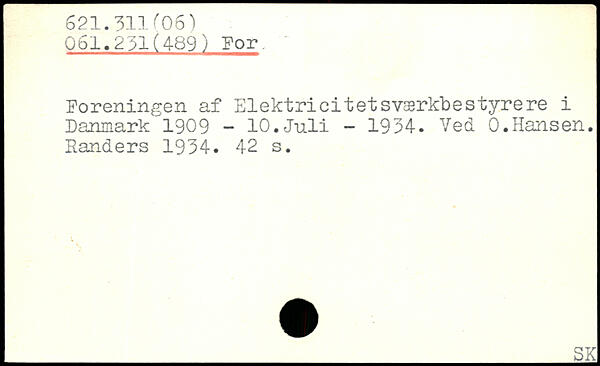 621.311(06)
061.231(489) For.
Foreningen af Elektricitetsværkbestyrere i
Danmark 1909 - 10.Juli - 1934. Ved O.Hansen.
Randers 1934. 42 s.
SK